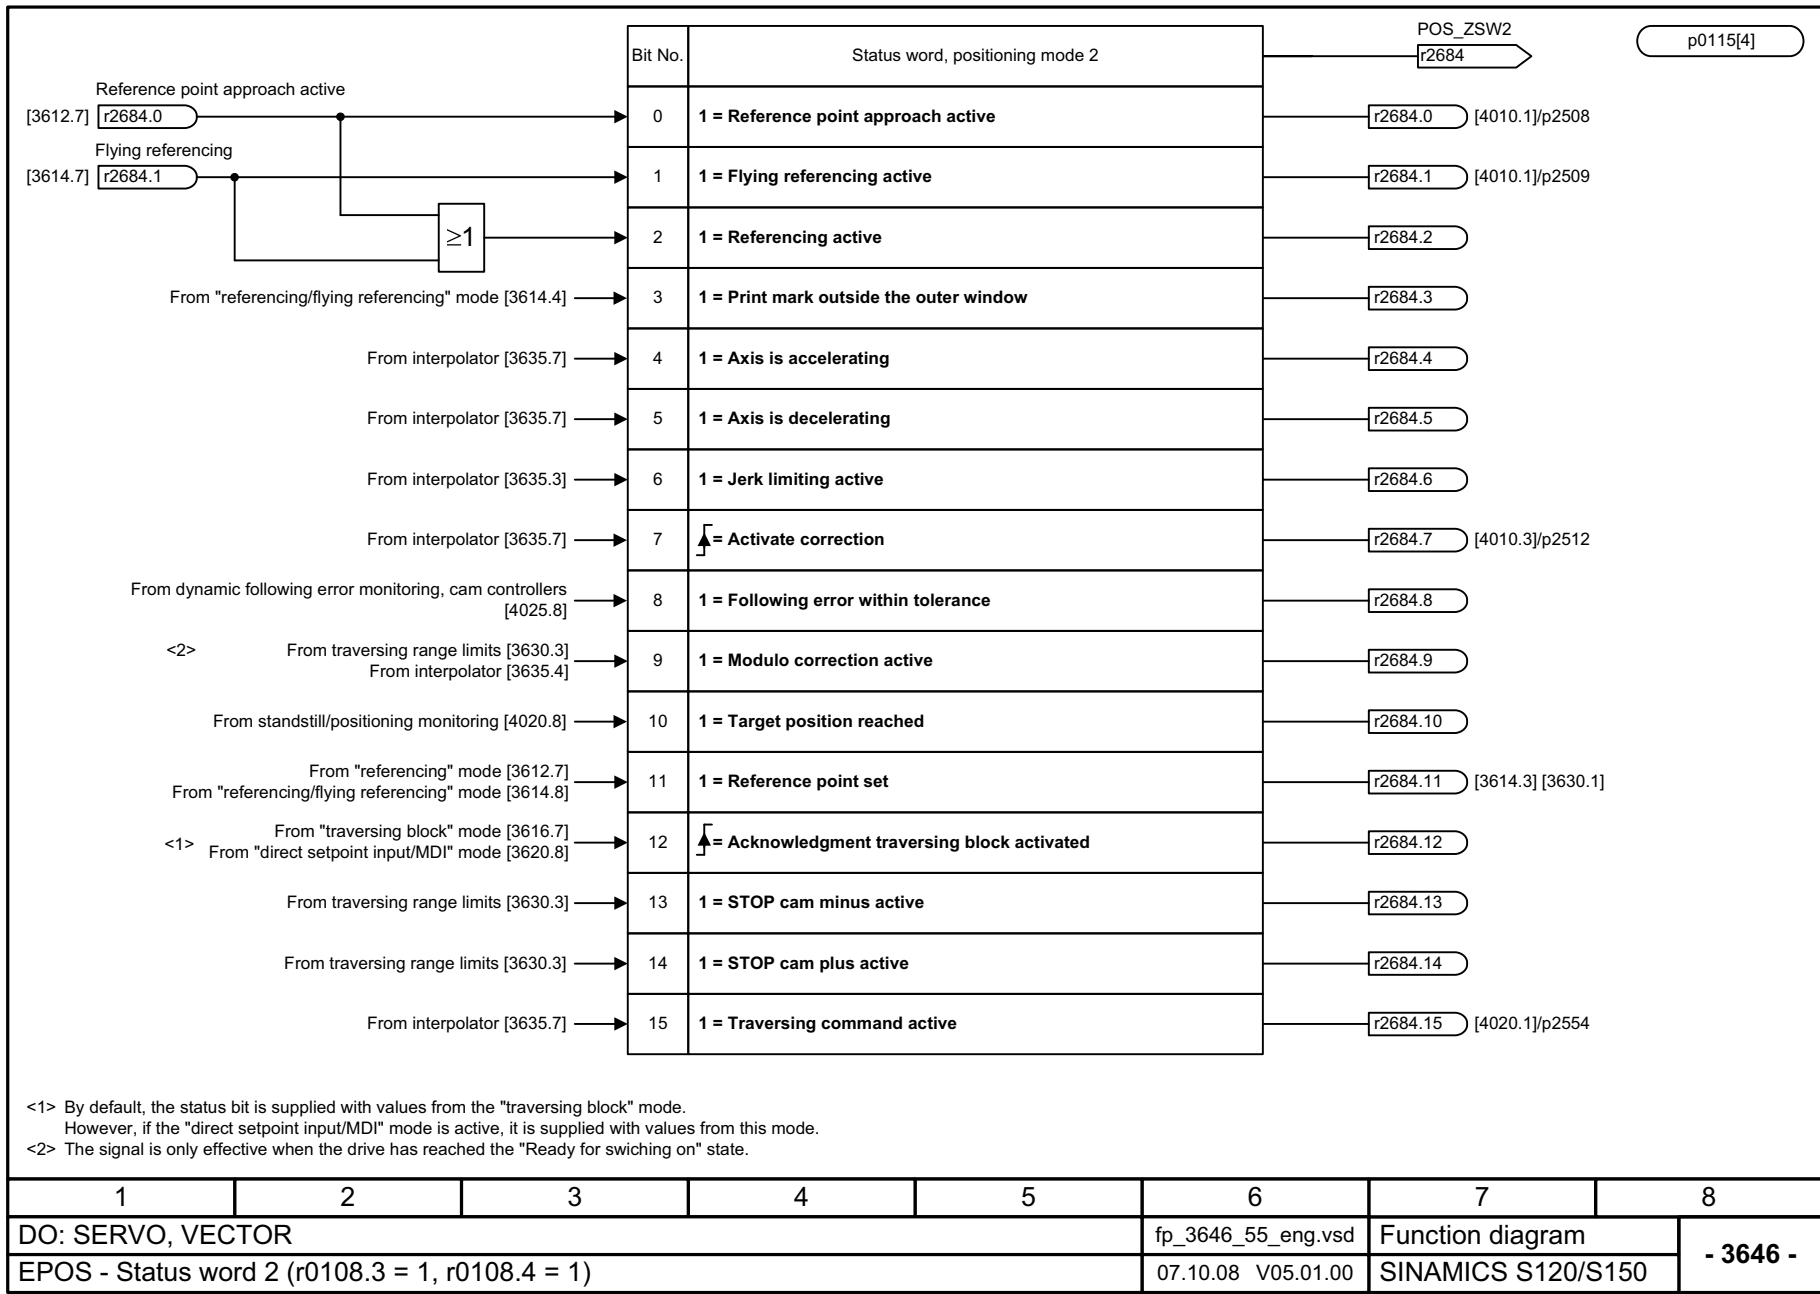 POS_ZSW2
Bit No. Status word, positioning mode 2 r2684 p0115[4]
Reference point approach active
[3612.7] r2684.0 0 1 = Reference point approach active r2684.0 [4010.1]/p2508
Flying referencing
[3614.7] r2684.1 1 1 = Flying referencing active r2684.1 [4010.1]/p2509
≥1 2 1 = Referencing active r2684.2
From "referencing/flying referencing" mode [3614.4] 3 1 = Print mark outside the outer window r2684.3
From interpolator [3635.7] 4 1 = Axis is accelerating r2684.4
From interpolator [3635.7] 5 1 = Axis is decelerating r2684.5
From interpolator [3635.3] 6 1 = Jerk limiting active r2684.6
From interpolator [3635.7] 7 = Activate correction r2684.7 [4010.3]/p2512
From dynamic following error monitoring, cam controllers
[4025.8] 8 1 = Following error within tolerance r2684.8
<2> From traversing range limits [3630.3]
From interpolator [3635.4] 9 1 = Modulo correction active r2684.9
From standstill/positioning monitoring [4020.8] 10 1 = Target position reached r2684.10
From "referencing" mode [3612.7]
From "referencing/flying referencing" mode [3614.8] 11 1 = Reference point set r2684.11 [3614.3] [3630.1]
From "traversing block" mode [3616.7]
<1> From "direct setpoint input/MDI" mode [3620.8] 12 = Acknowledgment traversing block activated r2684.12
From traversing range limits [3630.3] 13 1 = STOP cam minus active r2684.13
From traversing range limits [3630.3] 14 1 = STOP cam plus active r2684.14
From interpolator [3635.7] 15 1 = Traversing command active r2684.15 [4020.1]/p2554
<1> By default, the status bit is supplied with values from the "traversing block" mode.
However, if the "direct setpoint input/MDI" mode is active, it is supplied with values from this mode.
<2> The signal is only effective when the drive has reached the "Ready for swiching on" state.
1 2 3 4 5 6 7 8
DO: SERVO, VECTOR fp_3646_55_eng.vsd Function diagram - 3646 -
EPOS - Status word 2 (r0108.3 = 1, r0108.4 = 1) 07.10.08 V05.01.00 SINAMICS S120/S150